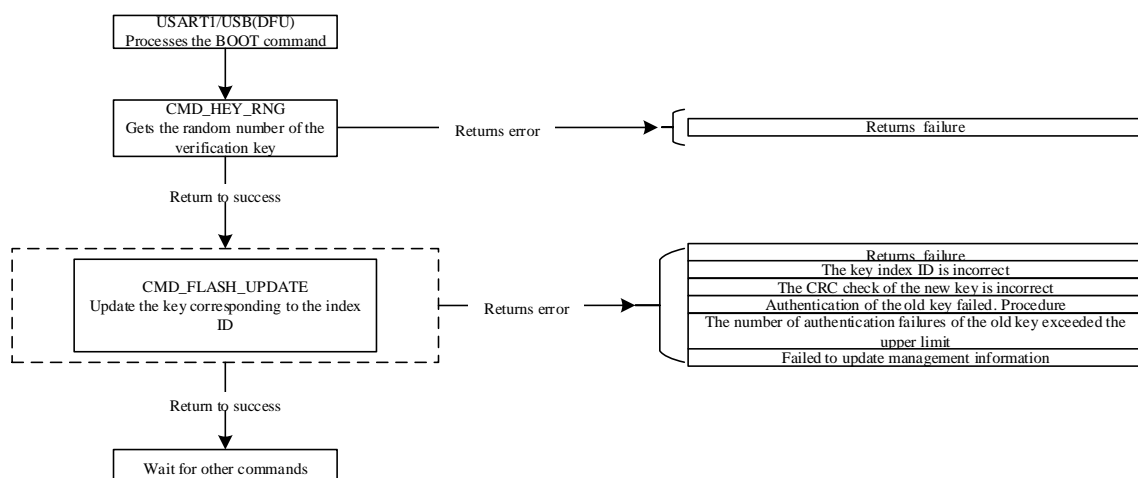 USART1/USB(DFU)
Processes the BOOT command
CMD_HEY_RNG
Gets the random number of the
verification key
Returns error
Returns failure
Return to success
CMD_FLASH_UPDATE
Update the key corresponding to the index
ID
Returns error
Returns failure
The key index ID is incorrect
The CRC check of the new key is incorrect
Authentication of the old key failed. Procedure
The number of authentication failures of the old key exceeded the
upper limit
Failed to update management information
Return to success
Wait for other commands